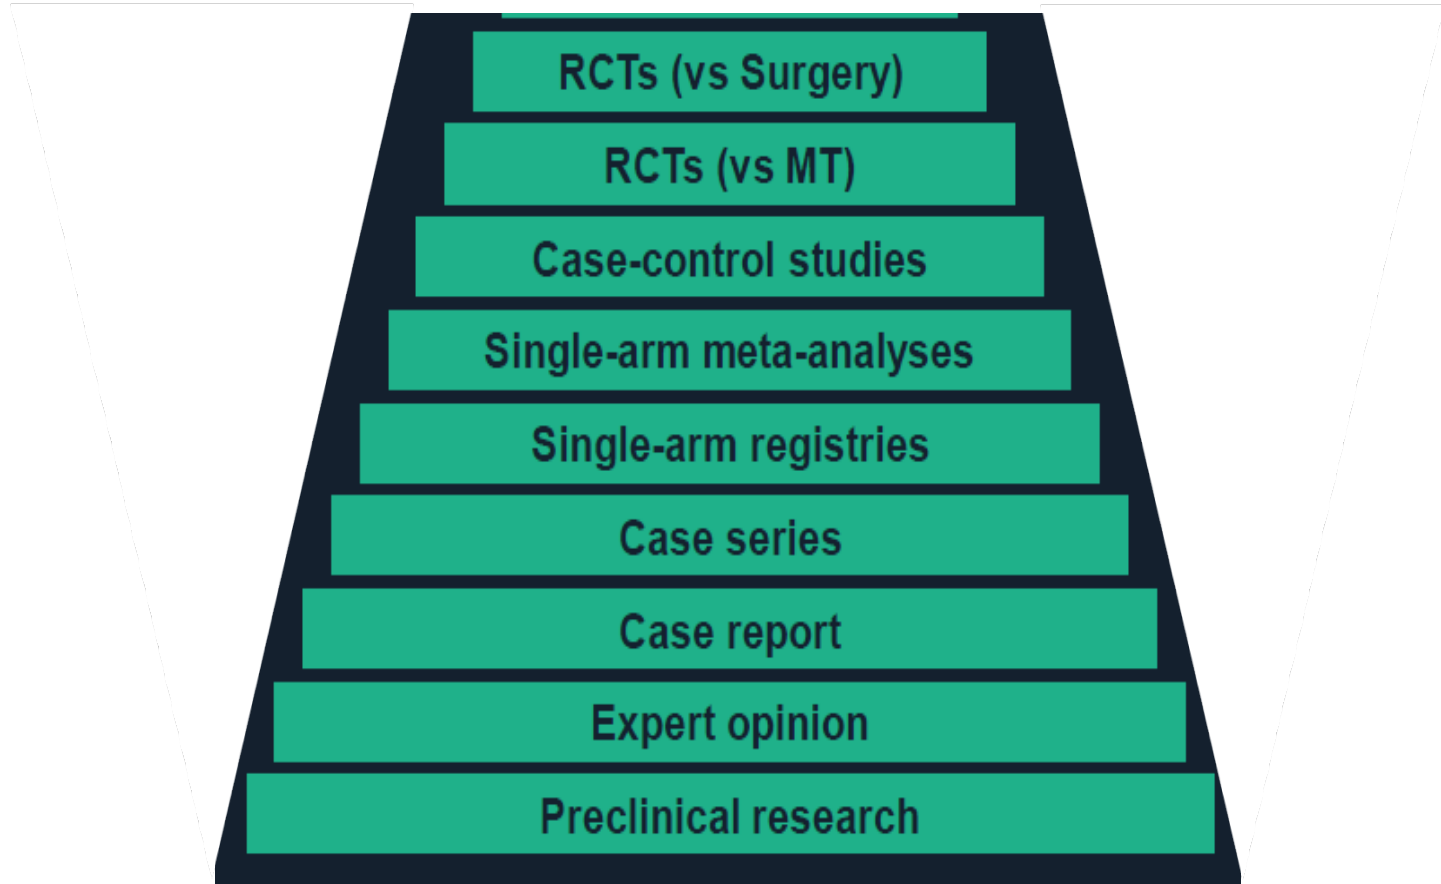 RCTs (vs Surgery)
RCTs (vs MT)
Case-control studies
Single-arm meta-analyses
Single-arm registries
Case series
Case report
Expert opinion
Preclinical research